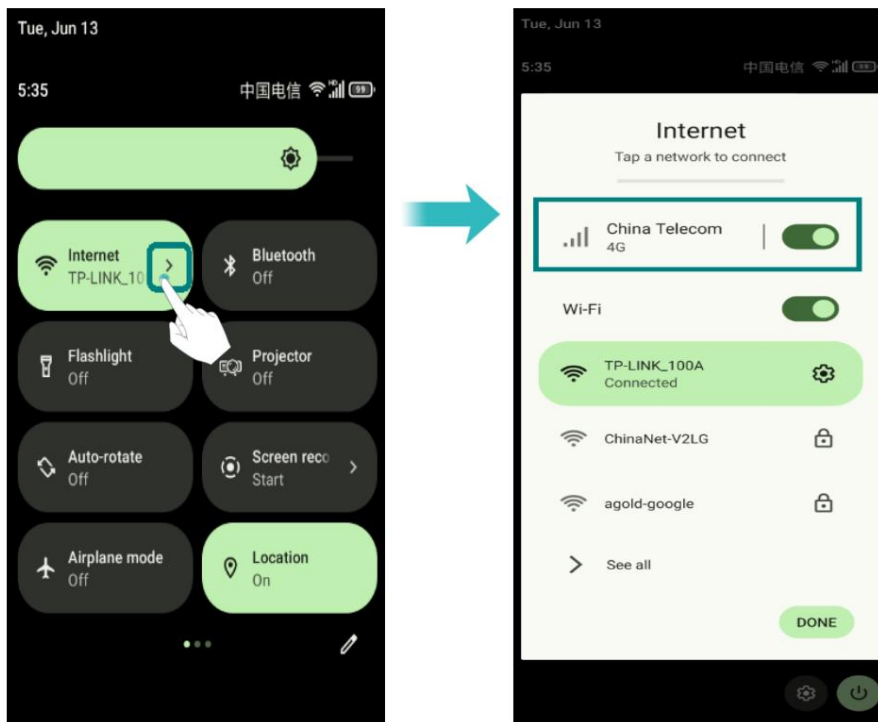 Tue, Jun 13
5:35
中国电信
99
Internet
TP-LINK_10
Bluetooth
Off
Flashlight
Off
Projector
Off
Auto-rotate
Off
Screen reco
Start
Airplane mode
Off
Location
On
Tue, Jun 13
5:35
中国电信
99
Internet
Tap a network to connect
China Telecom
4G
Wi-Fi
TP-LINK_100A
Connected
ChinaNet-V2LG
agold-google
See all
DONE